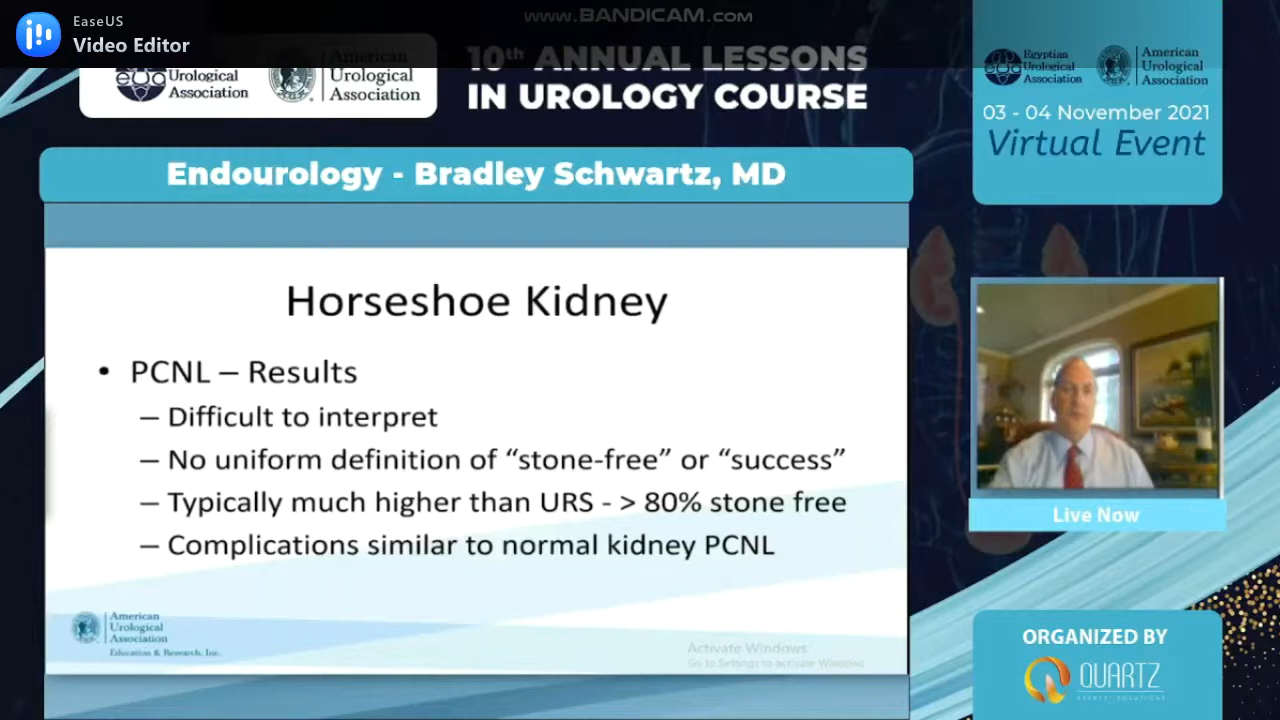 EaseUS
Video Editor
www.BANDICAM.com
American
Urological
Association
Urological
Association
10th ANNUAL LESSONS
IN UROLOGY COURSE
Egyptian
Urological
Association
American
Urological
Association
03 - 04 November 2021
Virtual Event
Endourology - Bradley Schwartz, MD
Horseshoe Kidney
• PCNL – Results
– Difficult to interpret
– No uniform definition of “stone-free” or “success”
– Typically much higher than URS - > 80% stone free
– Complications similar to normal kidney PCNL
American
Urological
Association
Education & Research, Inc.
Activate Windows
Go to Settings to activate Windows
Live Now
ORGANIZED BY
QUARTZ